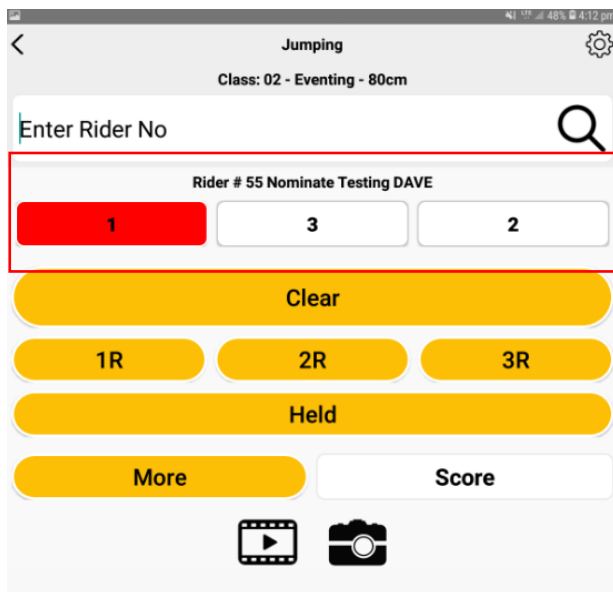 LTE 48% 4:12 pm
Jumping
Class: 02 - Eventing - 80cm
Enter Rider No
Rider # 55 Nominate Testing DAVE
1 3 2
Clear
1R 2R 3R
Held
More Score